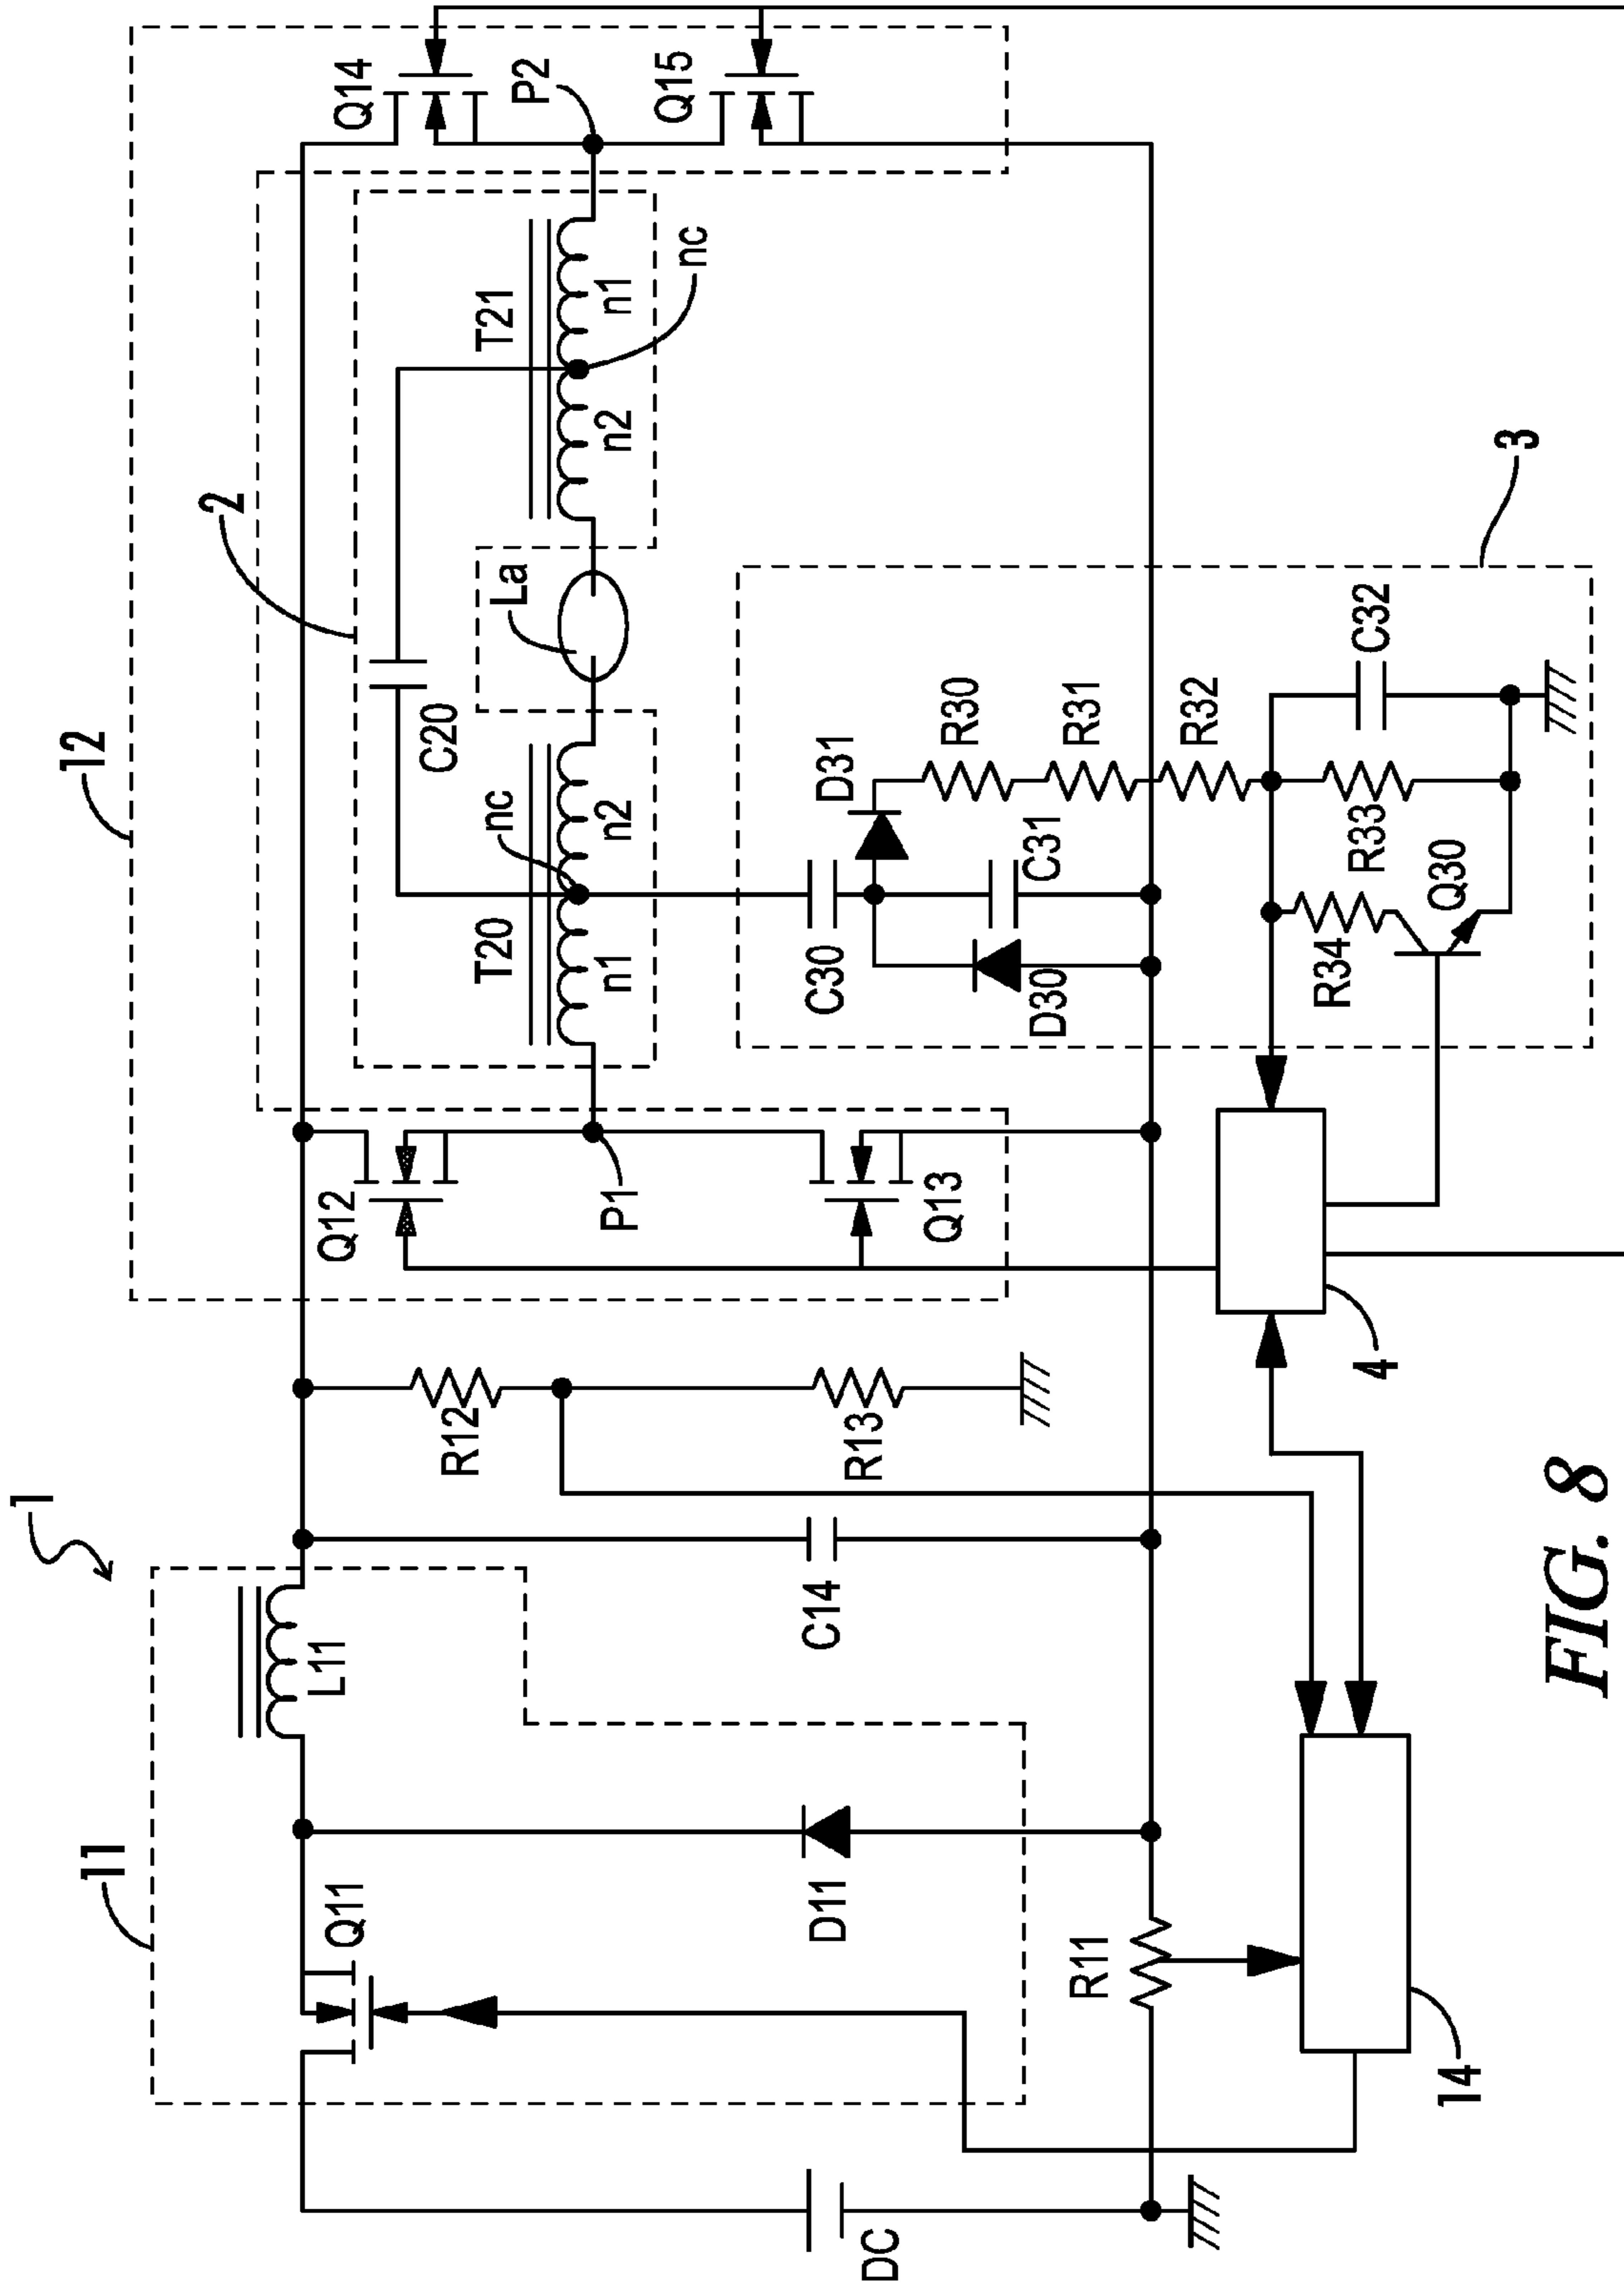 1
11
12
2
Q11
L11
D11
C14
R12
R13
Q12
P1
Q13
T20
n1
nc
n2
C20
La
T21
n2
n1
nc
Q14
P2
Q15
C30
D30
D31
C31
R30
R31
R32
R34
R33
Q30
C32
3
4
DC
R11
14
FIG. 8